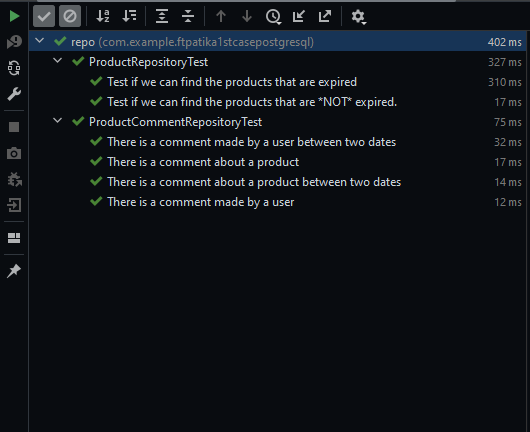 repo (com.example.ftpatika1stcasepostgresql) 402 ms
ProductRepositoryTest 327 ms
Test if we can find the products that are expired 310 ms
Test if we can find the products that are *NOT* expired. 17 ms
ProductCommentRepositoryTest 75 ms
There is a comment made by a user between two dates 32 ms
There is a comment about a product 17 ms
There is a comment about a product between two dates 14 ms
There is a comment made by a user 12 ms